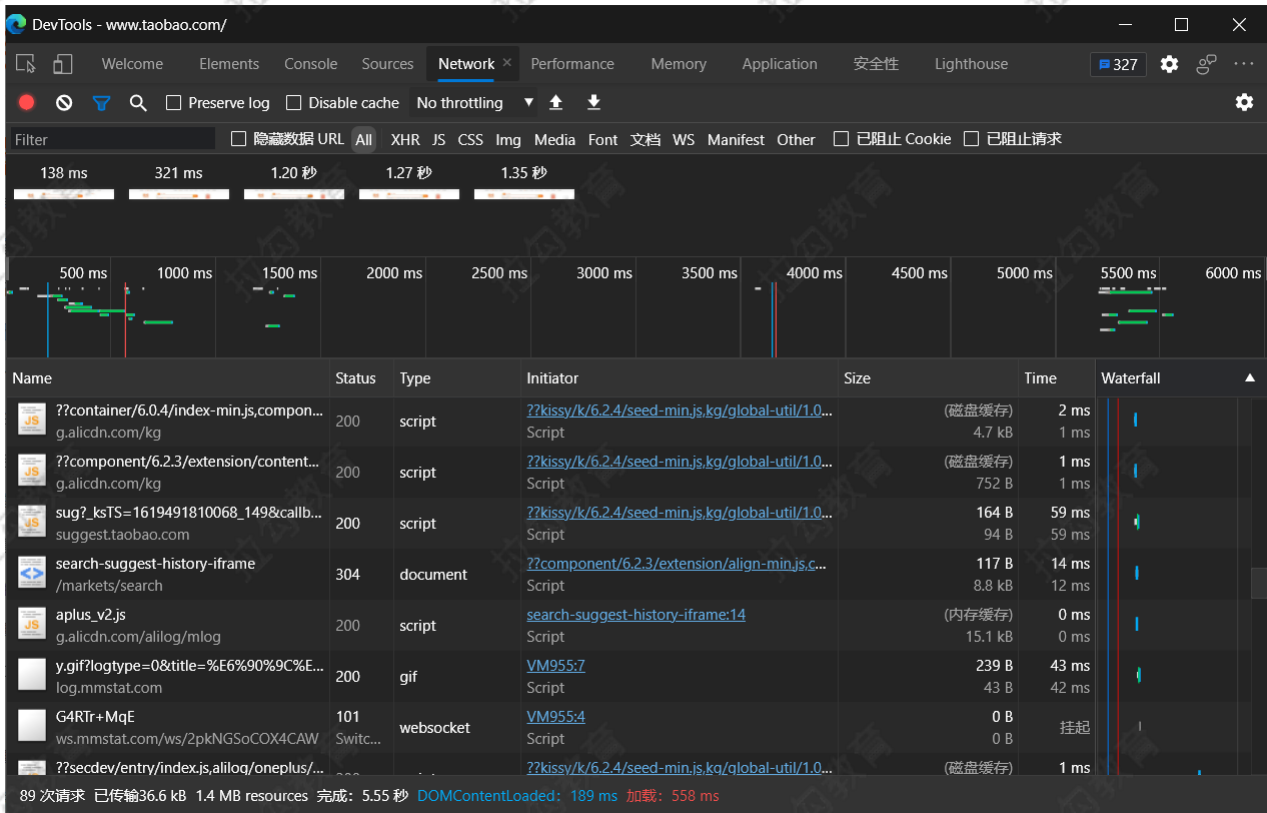 DevTools - www.taobao.com/
Welcome Elements Console Sources Network Performance Memory Application 安全性 Lighthouse 327
Preserve log Disable cache No throttling
Filter 隐藏数据 URL All XHR JS CSS Img Media Font 文档 WS Manifest Other 已阻止 Cookie 已阻止请求
138 ms 321 ms 1.20 秒 1.27 秒 1.35 秒
500 ms 1000 ms 1500 ms 2000 ms 2500 ms 3000 ms 3500 ms 4000 ms 4500 ms 5000 ms 5500 ms 6000 ms
Name Status Type Initiator Size Time Waterfall
??container/6.0.4/index-min.js,compon... 200 script ??kissy/k/6.2.4/seed-min.js,kg/global-util/1.0... (磁盘缓存) 2 ms
g.alicdn.com/kg Script 4.7 kB 1 ms
??component/6.2.3/extension/content... 200 script ??kissy/k/6.2.4/seed-min.js,kg/global-util/1.0... (磁盘缓存) 1 ms
g.alicdn.com/kg Script 752 B 1 ms
sug?_ksTS=1619491810068_149&callb... 200 script ??kissy/k/6.2.4/seed-min.js,kg/global-util/1.0... 164 B 59 ms
suggest.taobao.com Script 94 B 59 ms
search-suggest-history-iframe 304 document ??component/6.2.3/extension/align-min.js,c... 117 B 14 ms
/markets/search Script 8.8 kB 12 ms
aplus_v2.js 200 script search-suggest-history-iframe:14 (内存缓存) 0 ms
g.alicdn.com/alilog/mlog Script 15.1 kB 0 ms
y.gif?logtype=0&title=%E6%90%9C%E... 200 gif VM955:7 239 B 43 ms
log.mmstat.com Script 43 B 42 ms
G4RTr+MqE 101 websocket VM955:4 0 B 挂起
ws.mmstat.com/ws/2pkNGSoCOX4CAW Switc... Script 0 B
??secdev/entry/index.js,alilog/oneplus/... ??kissy/k/6.2.4/seed-min.js,kg/global-util/1.0... (磁盘缓存) 1 ms
89 次请求 已传输36.6 kB 1.4 MB resources 完成：5.55 秒 DOMContentLoaded：189 ms 加载：558 ms
拉勾教育